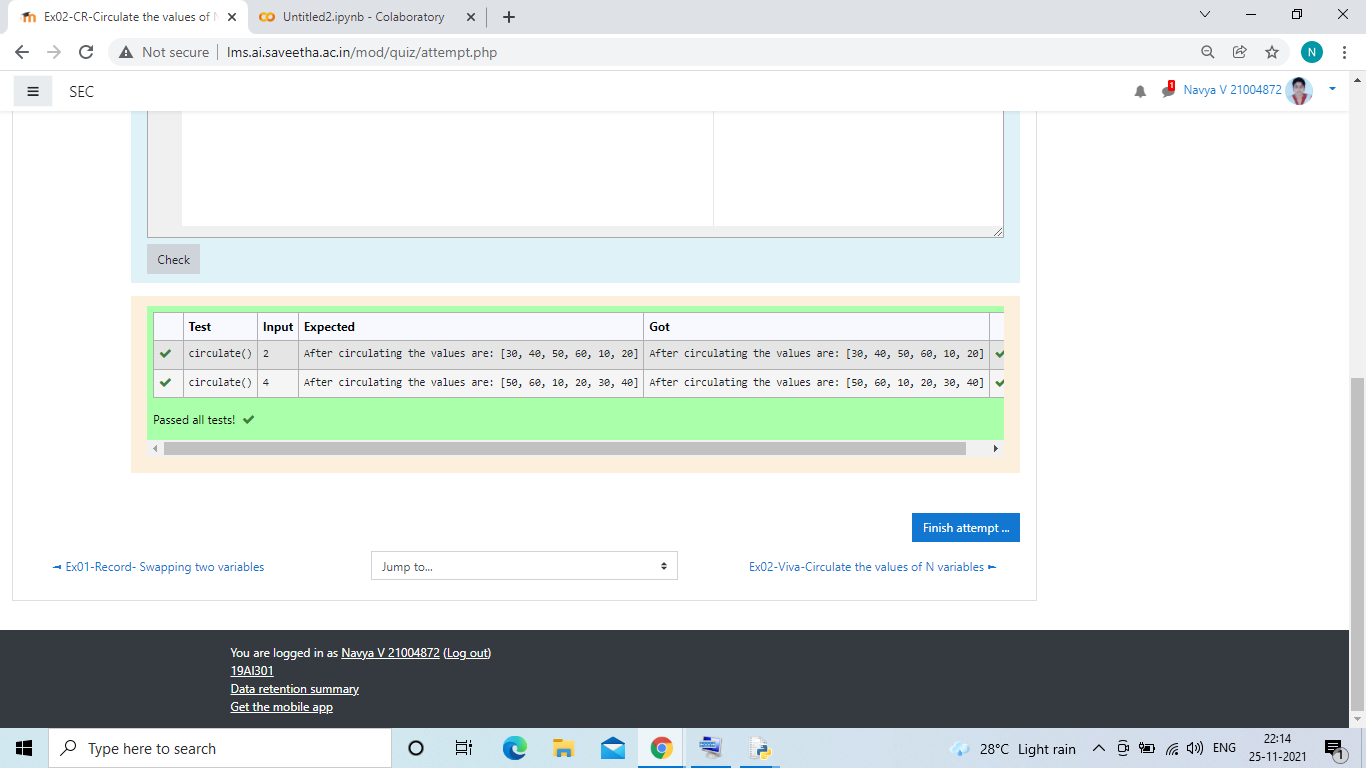 Ex02-CR-Circulate the values of N
Untitled2.ipynb - Colaboratory
Not secure lms.ai.saveetha.ac.in/mod/quiz/attempt.php
N
SEC
1
Navya V 21004872
Check
Test Input Expected Got
circulate() 2 After circulating the values are: [30, 40, 50, 60, 10, 20] After circulating the values are: [30, 40, 50, 60, 10, 20]
circulate() 4 After circulating the values are: [50, 60, 10, 20, 30, 40] After circulating the values are: [50, 60, 10, 20, 30, 40]
Passed all tests!
Finish attempt ...
◄ Ex01-Record- Swapping two variables
Jump to...
Ex02-Viva-Circulate the values of N variables ►
You are logged in as Navya V 21004872 (Log out)
19AI301
Data retention summary
Get the mobile app
Type here to search
28°C Light rain
ENG
22:14
25-11-2021
1